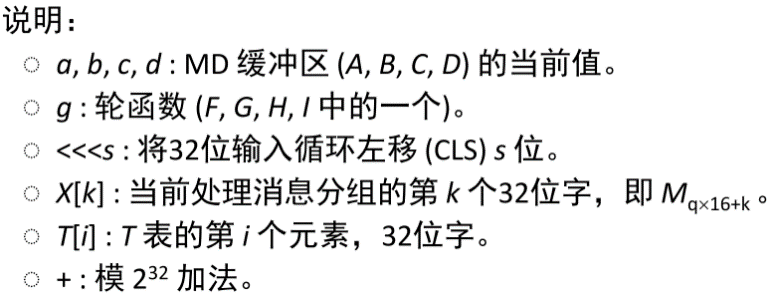 说明：
○ a, b, c, d : MD 缓冲区 (A, B, C, D) 的当前值。
○ g : 轮函数 (F, G, H, I 中的一个)。
○ <<<s : 将32位输入循环左移 (CLS) s 位。
○ X[k] : 当前处理消息分组的第 k 个32位字，即 M_{q×16+k} 。
○ T[i] : T 表的第 i 个元素，32位字。
○ + : 模 2³² 加法。